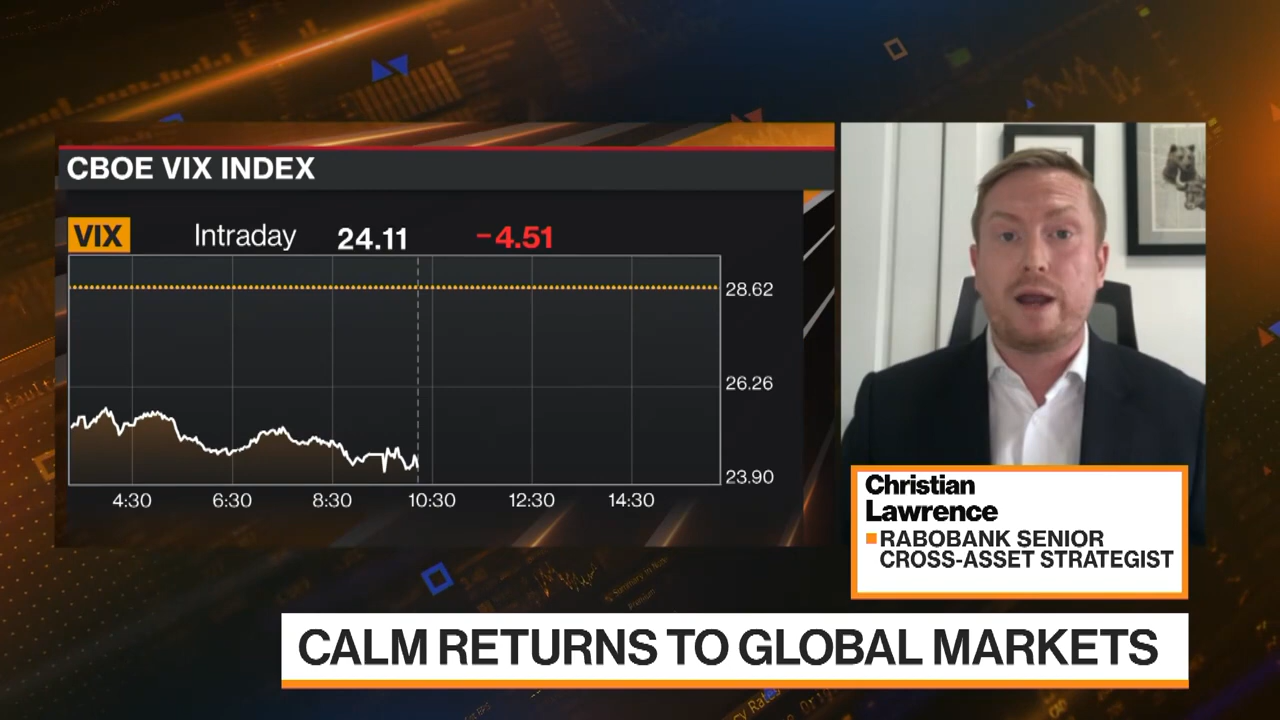 CBOE VIX INDEX
VIX Intraday 24.11 -4.51
28.62
26.26
23.90
4:30 6:30 8:30 10:30 12:30 14:30
Christian
Lawrence
RABOBANK SENIOR
CROSS-ASSET STRATEGIST
CALM RETURNS TO GLOBAL MARKETS